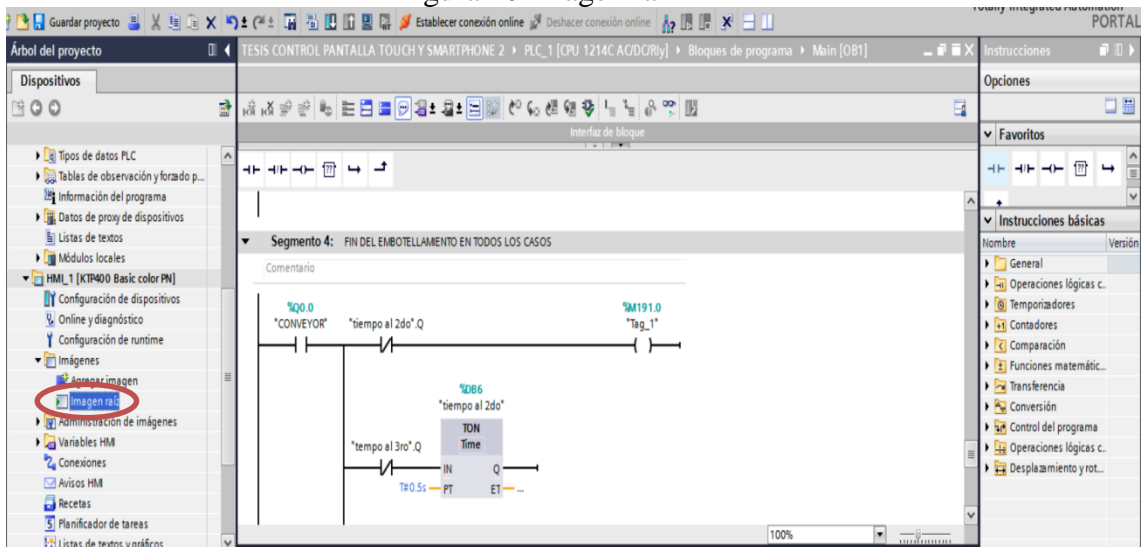 Totally Integrated Automation
PORTAL
Guardar proyecto
Establecer conexión online
Deshacer conexión online
Árbol del proyecto
TESIS CONTROL PANTALLA TOUCH Y SMARTPHONE 2 ▸ PLC_1 [CPU 1214C AC/DC/Rly] ▸ Bloques de programa ▸ Main [OB1]
Instrucciones
Dispositivos
Opciones
Interfaz de bloque
Favoritos
Tipos de datos PLC
Tablas de observación y forzado p...
Información del programa
Datos de proxy de dispositivos
Listas de textos
Módulos locales
HMI_1 [KTP400 Basic color PN]
Configuración de dispositivos
Online y diagnóstico
Configuración de runtime
Imágenes
Agregar imagen
Imagen raíz
Administración de imágenes
Variables HMI
Conexiones
Avisos HMI
Recetas
Planificador de tareas
Listas de textos y gráficos
Segmento 4: FIN DEL EMBOTELLAMIENTO EN TODOS LOS CASOS
Comentario
%Q0.0
"CONVEYOR"
"tiempo al 2do".Q
%M191.0
"Tag_1"
%DB6
"tiempo al 2do"
TON
Time
"tempo al 3ro".Q
IN Q
T#0.5s PT ET ...
100%
Instrucciones básicas
Nombre Versión
General
Operaciones lógicas c..
Temporizadores
Contadores
Comparación
Funciones matemátic...
Transferencia
Conversión
Control del programa
Operaciones lógicas c..
Desplazamiento y rot...